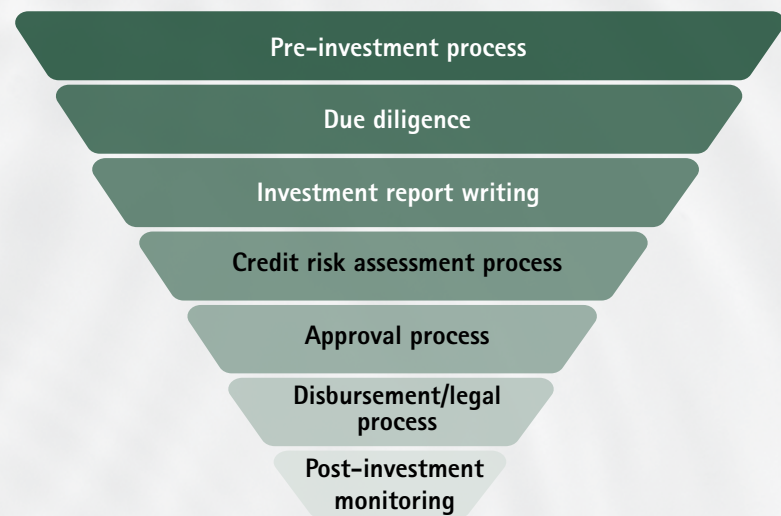 Pre-investment process
Due diligence
Investment report writing
Credit risk assessment process
Approval process
Disbursement/legal
process
Post-investment
monitoring